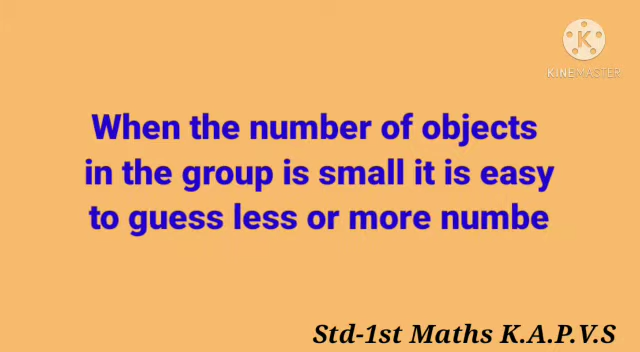 KINEMASTER
When the number of objects
in the group is small it is easy
to guess less or more numbe
Std-1st Maths K.A.P.V.S